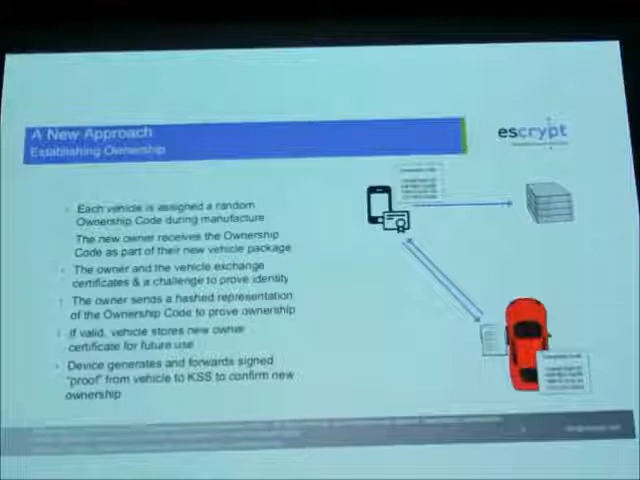 A New Approach
Establishing Ownership
escrypt
Each vehicle is assigned a random
Ownership Code during manufacture
The new owner receives the Ownership
Code as part of their new vehicle package
The owner and the vehicle exchange
certificates & a challenge to prove identity
The owner sends a hashed representation
of the Ownership Code to prove ownership
If valid, vehicle stores new owner
certificate for future use
Device generates and forwards signed
"proof" from vehicle to KSS to confirm new
ownership